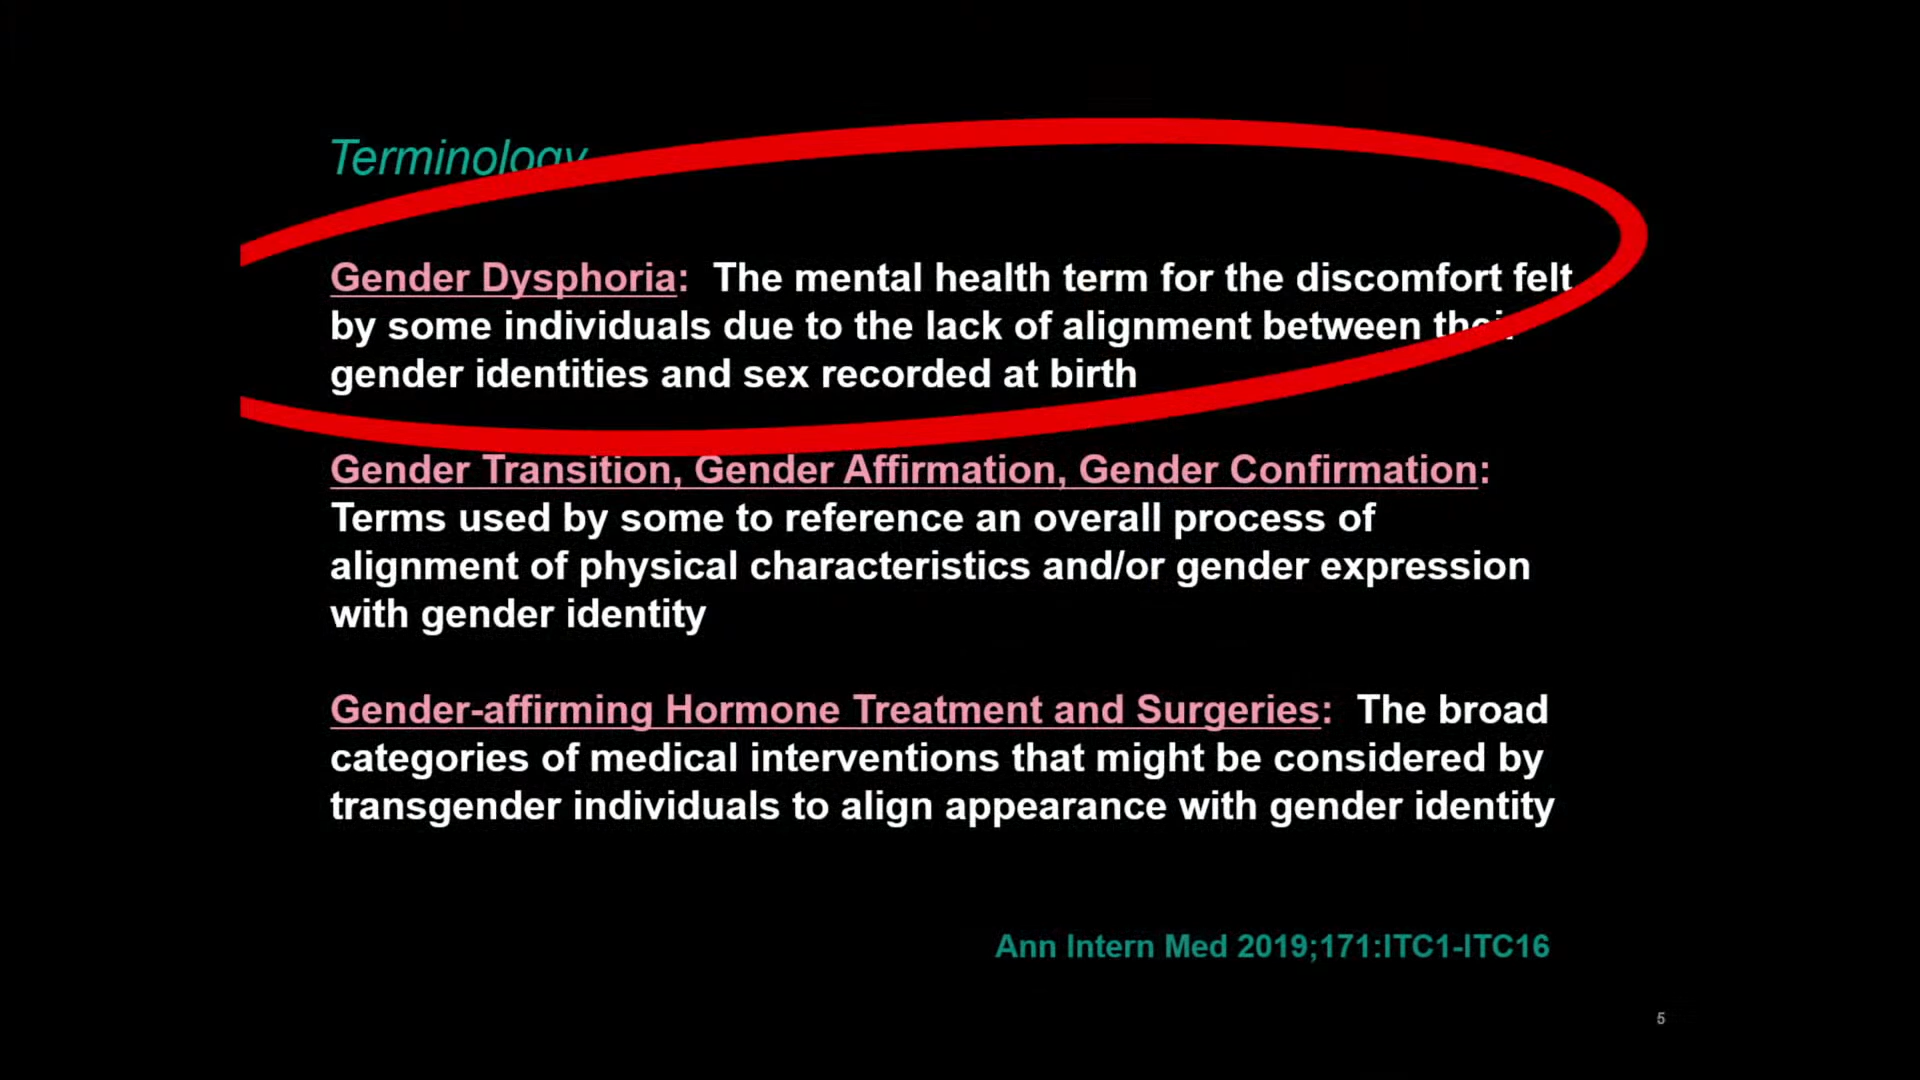 Terminology
Gender Dysphoria: The mental health term for the discomfort felt
by some individuals due to the lack of alignment between their
gender identities and sex recorded at birth
Gender Transition, Gender Affirmation, Gender Confirmation:
Terms used by some to reference an overall process of
alignment of physical characteristics and/or gender expression
with gender identity
Gender-affirming Hormone Treatment and Surgeries: The broad
categories of medical interventions that might be considered by
transgender individuals to align appearance with gender identity
Ann Intern Med 2019;171:ITC1-ITC16
5